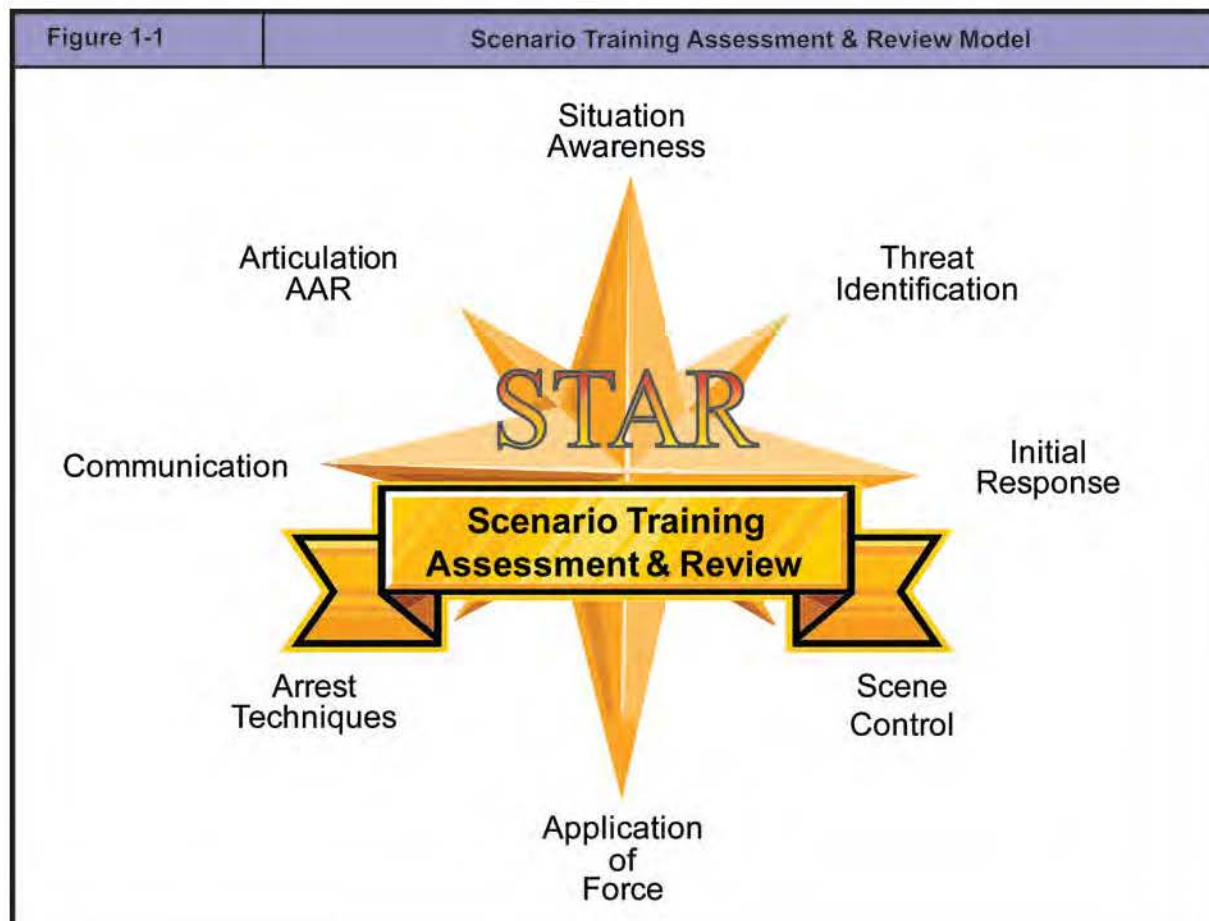 Figure 1-1
Scenario Training Assessment & Review Model
Situation
Awareness
Articulation
AAR
Threat
Identification
STAR
Communication
Initial
Response
Scenario Training
Assessment & Review
Arrest
Techniques
Scene
Control
Application
of
Force